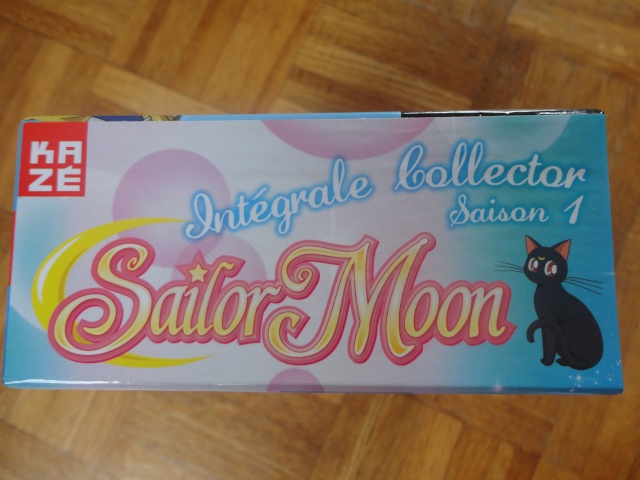 KAZÉ
Intégrale Collector
Saison 1
Sailor Moon